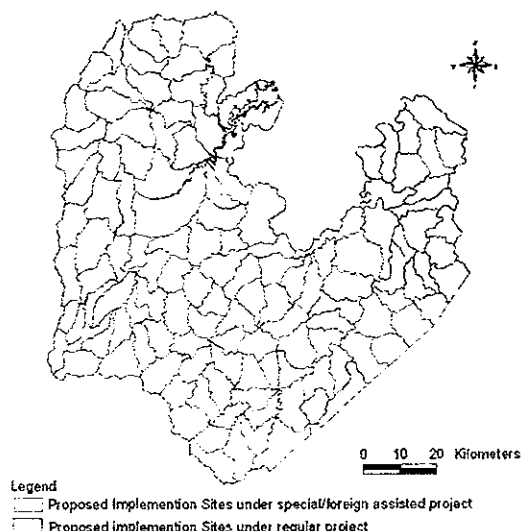 0 10 20 Kilometers
Legend
Proposed Implemention Sites under special/foreign assisted project
Proposed implemention Sites under regular project